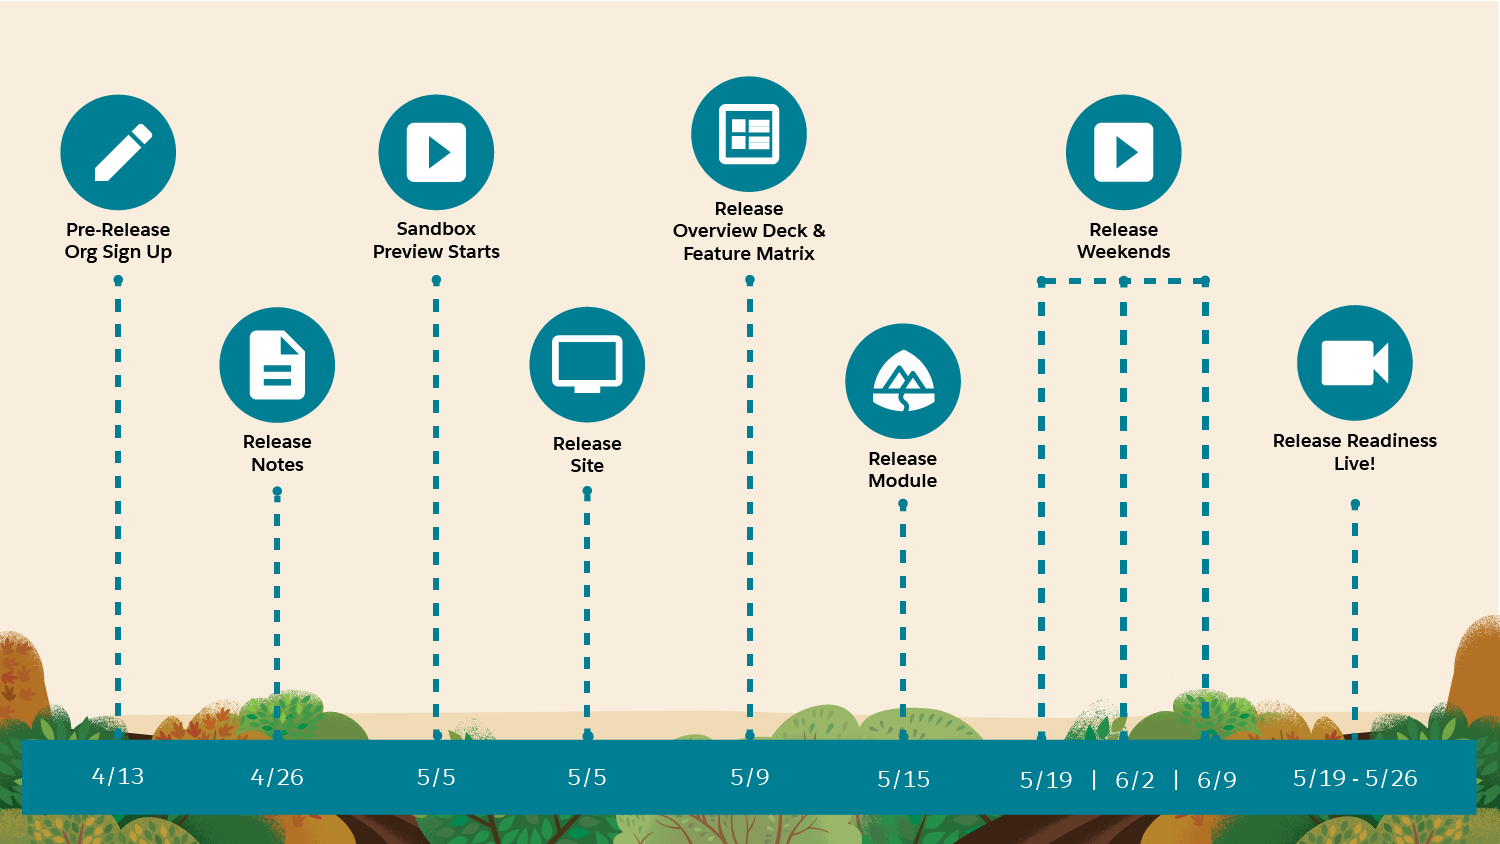 Pre-Release
Org Sign Up
Sandbox
Preview Starts
Release
Overview Deck &
Feature Matrix
Release
Weekends
Release
Notes
Release
Site
Release
Module
Release Readiness
Live!
4/13
4/26
5/5
5/5
5/9
5/15
5/19 | 6/2 | 6/9
5/19 - 5/26